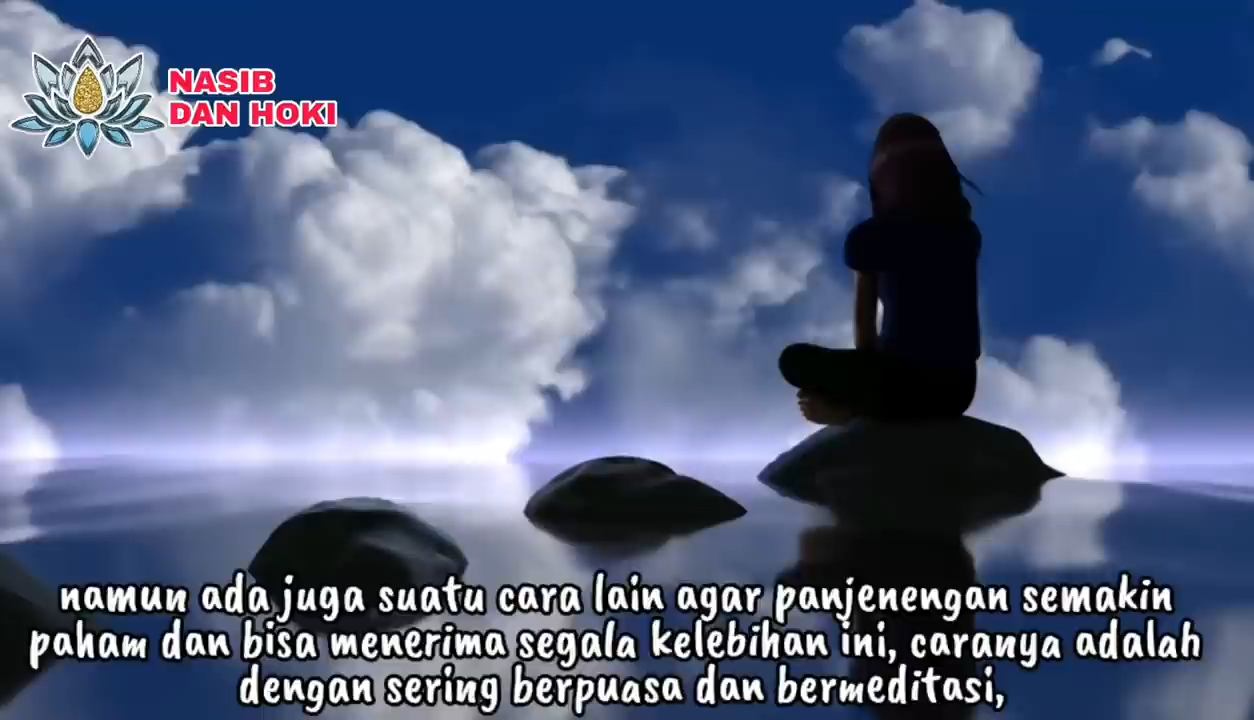 NASIB
DAN HOKI
namun ada juga suatu cara lain agar panjenengan semakin
paham dan bisa menerima segala kelebihan ini, caranya adalah
dengan sering berpuasa dan bermeditasi,